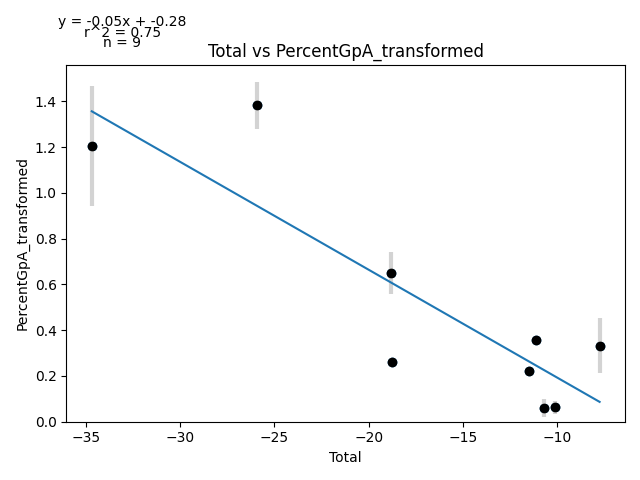 y = -0.05x + -0.28
r^2 = 0.75
n = 9
Total vs PercentGpA_transformed
PercentGpA_transformed
1.4
1.2
1.0
0.8
0.6
0.4
0.2
0.0
−35 −30 −25 −20 −15 −10
Total